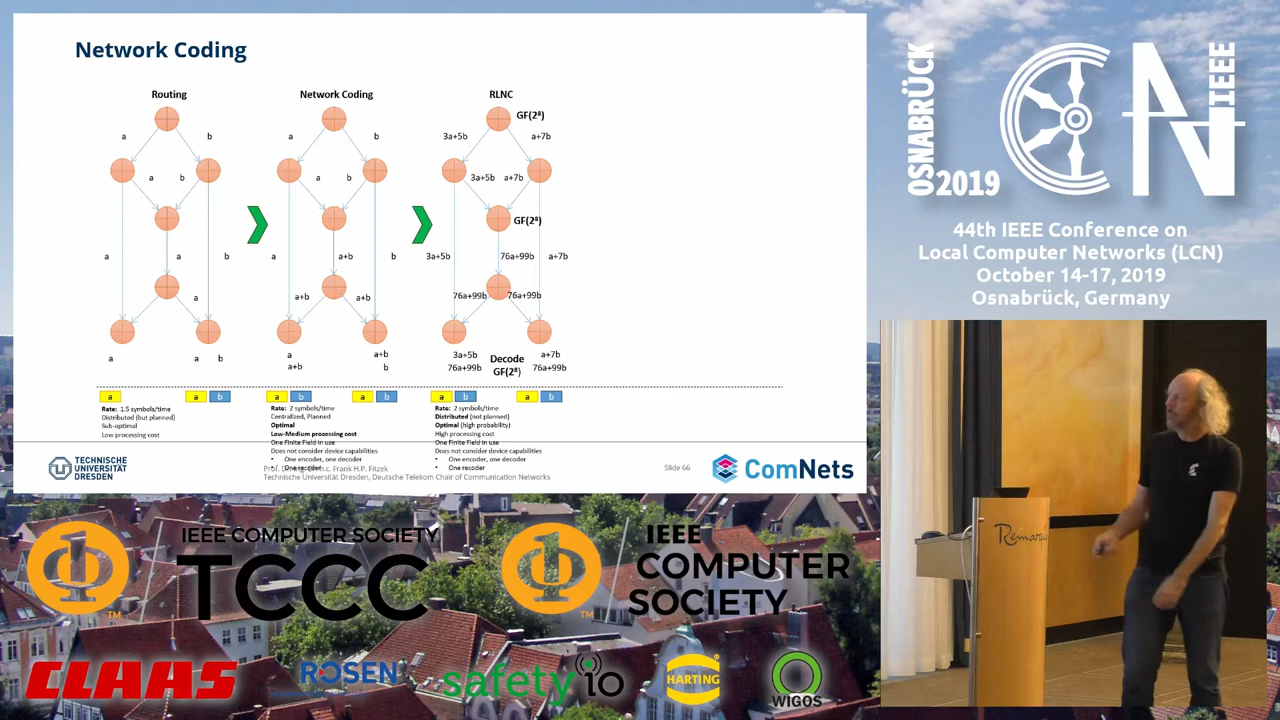 Network Coding
Routing
Network Coding
RLNC
GF(2⁸)
a
b
a
b
3a+5b
a+7b
a
b
a
b
3a+5b
a+7b
GF(2⁸)
a
a
b
a
a+b
b
3a+5b
76a+99b
a+7b
a
a+b
a+b
76a+99b
76a+99b
a
a
b
a
a+b
a+b
b
3a+5b
76a+99b
Decode
GF(2⁸)
a+7b
76a+99b
a
a
b
a
b
a
b
a
b
a
b
Rate: 1.5 symbols/time
Distributed (but planned)
Sub-optimal
Low processing cost
Rate: 2 symbols/time
Centralized, Planned
Optimal
Low-Medium processing cost
One Finite Field in use
Does not consider device capabilities
• One encoder, one decoder
• One recoder
Rate: 2 symbols/time
Distributed (not planned)
Optimal (high probability)
High processing cost
One Finite Field in use
Does not consider device capabilities
• One encoder, one decoder
• One recoder
TECHNISCHE
UNIVERSITÄT
DRESDEN
Frank H.P. Fitzek
Technische Universität Dresden, Deutsche Telekom Chair of Communication Networks
Slide 66
ComNets
OSNABRÜCK
2019
LCN
IEEE
44th IEEE Conference on
Local Computer Networks (LCN)
October 14-17, 2019
Osnabrück, Germany
IEEE COMPUTER SOCIETY
TCCC
TM
IEEE
COMPUTER
SOCIETY
TM
CLAAS
ROSEN
safety io
HARTING
WIGOS